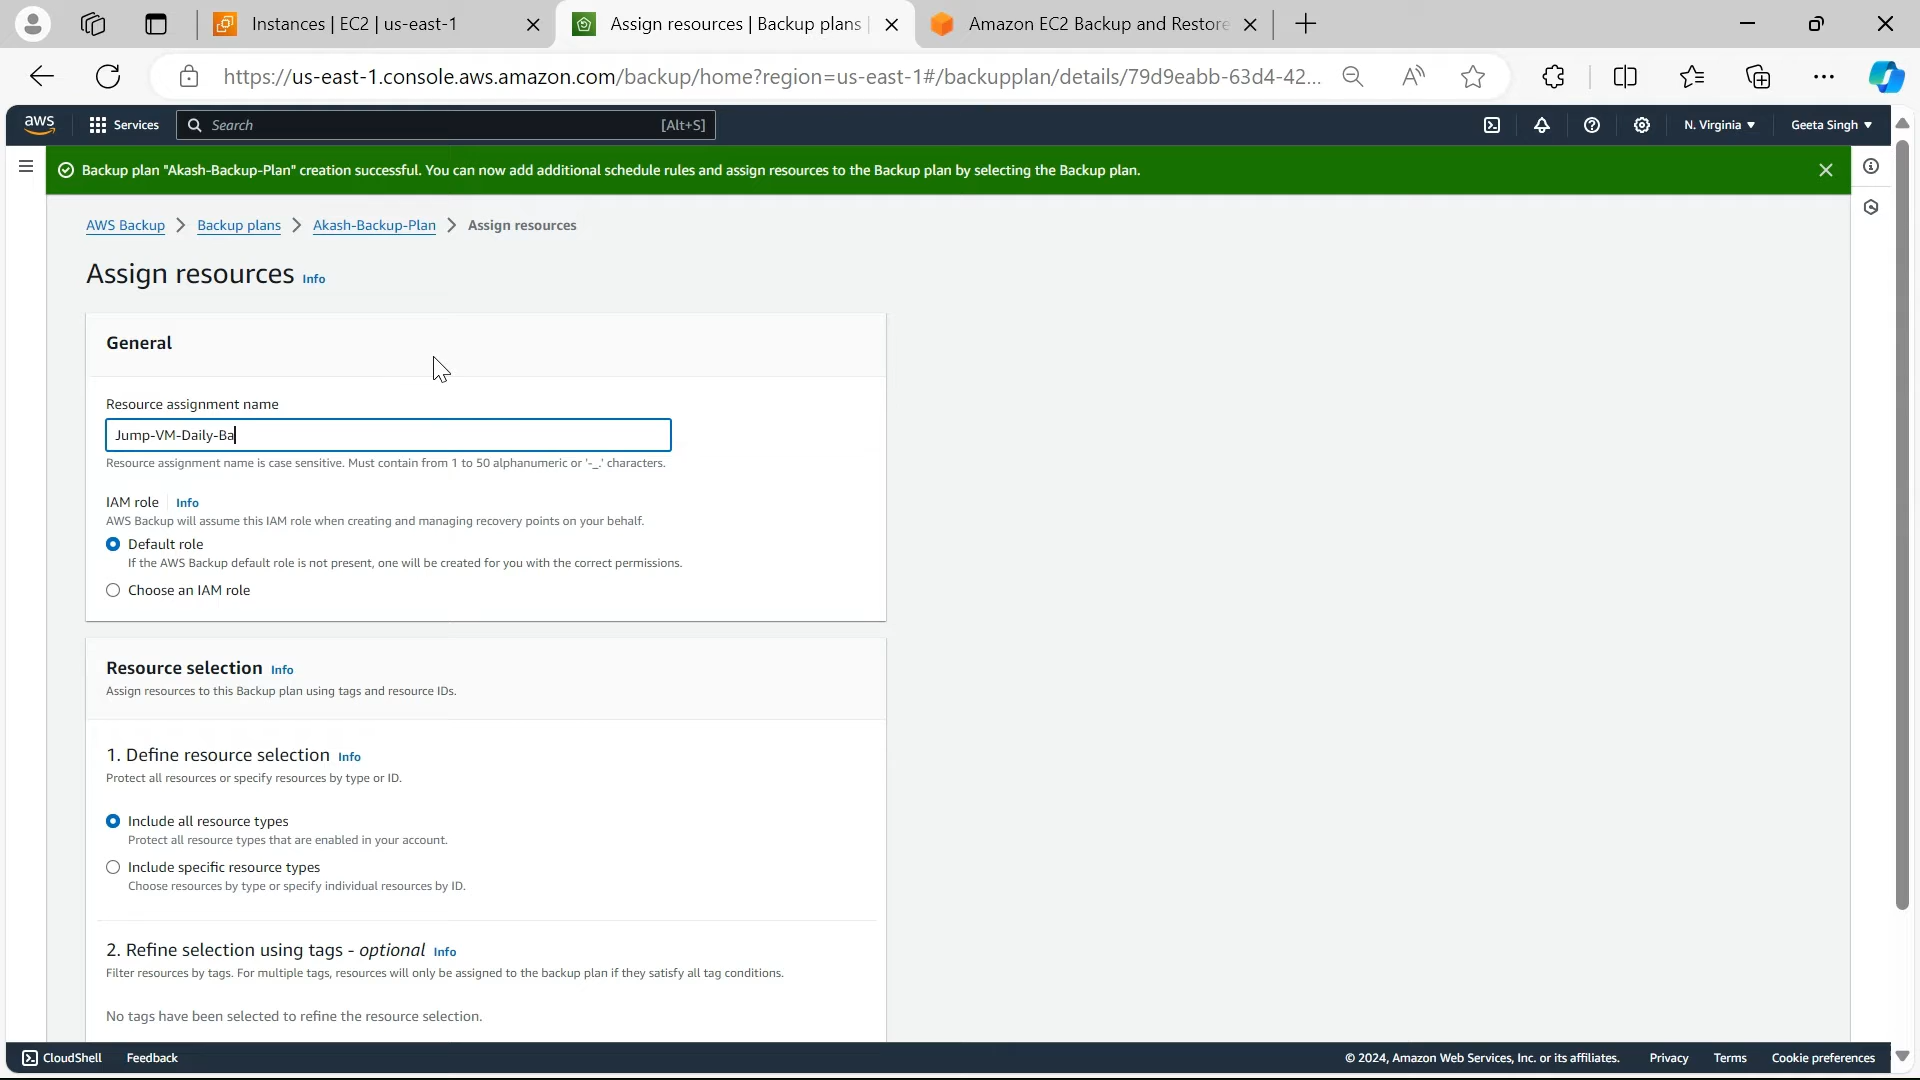 Instances | EC2 | us-east-1
Assign resources | Backup plans |
Amazon EC2 Backup and Restore
https://us-east-1.console.aws.amazon.com/backup/home?region=us-east-1#/backupplan/details/79d9eabb-63d4-42...
aws
Services
Search
[Alt+S]
N. Virginia
Geeta Singh
Backup plan "Akash-Backup-Plan" creation successful. You can now add additional schedule rules and assign resources to the Backup plan by selecting the Backup plan.
AWS Backup > Backup plans > Akash-Backup-Plan > Assign resources
Assign resources Info
General
Resource assignment name
Jump-VM-Daily-Ba
Resource assignment name is case sensitive. Must contain from 1 to 50 alphanumeric or '-_.' characters.
IAM role Info
AWS Backup will assume this IAM role when creating and managing recovery points on your behalf.
Default role
If the AWS Backup default role is not present, one will be created for you with the correct permissions.
Choose an IAM role
Resource selection Info
Assign resources to this Backup plan using tags and resource IDs.
1. Define resource selection Info
Protect all resources or specify resources by type or ID.
Include all resource types
Protect all resource types that are enabled in your account.
Include specific resource types
Choose resources by type or specify individual resources by ID.
2. Refine selection using tags - optional Info
Filter resources by tags. For multiple tags, resources will only be assigned to the backup plan if they satisfy all tag conditions.
No tags have been selected to refine the resource selection.
CloudShell
Feedback
© 2024, Amazon Web Services, Inc. or its affiliates.
Privacy
Terms
Cookie preferences